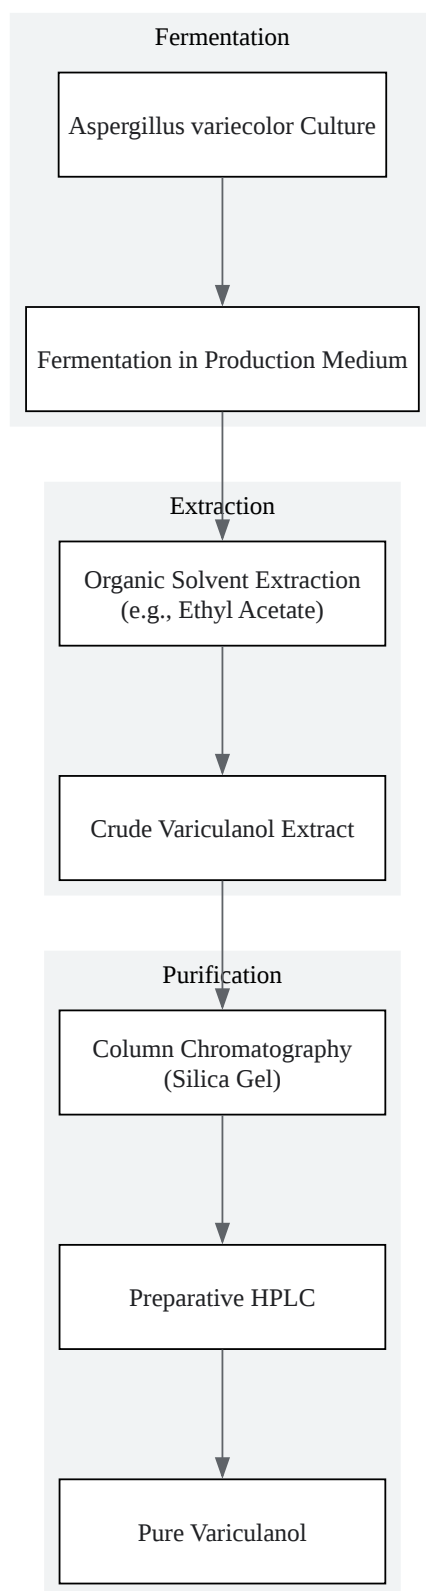 Fermentation
Aspergillus variecolor Culture
Fermentation in Production Medium
Extraction
Organic Solvent Extraction
(e.g., Ethyl Acetate)
Crude Variculanol Extract
Purification
Column Chromatography
(Silica Gel)
Preparative HPLC
Pure Variculanol